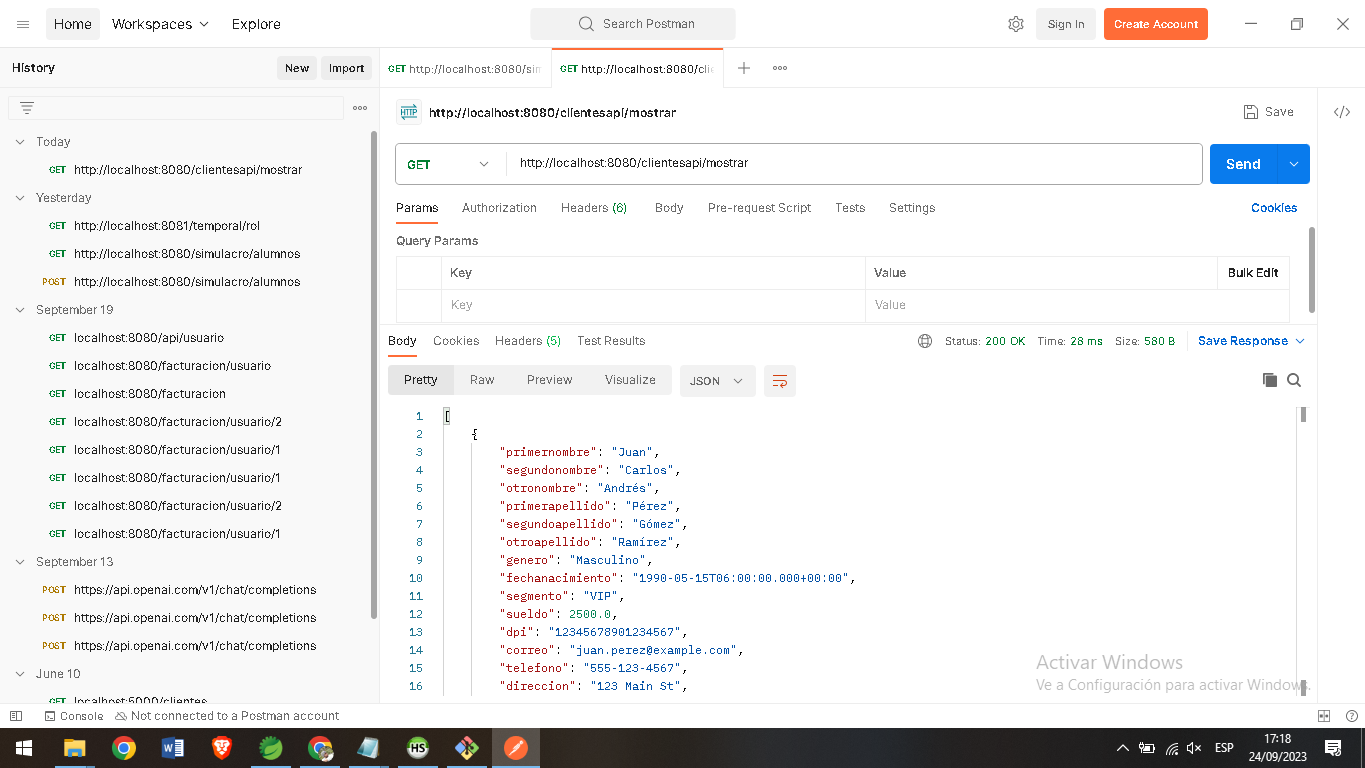 Home
Workspaces
Explore
Search Postman
Sign In
Create Account
History
New
Import
GET http://localhost:8080/sim
GET http://localhost:8080/clie
HTTP http://localhost:8080/clientesapi/mostrar
Save
Today
GET http://localhost:8080/clientesapi/mostrar
Yesterday
GET http://localhost:8081/temporal/rol
GET http://localhost:8080/simulacro/alumnos
POST http://localhost:8080/simulacro/alumnos
September 19
GET localhost:8080/api/usuario
GET localhost:8080/facturacion/usuario
GET localhost:8080/facturacion
GET localhost:8080/facturacion/usuario/2
GET localhost:8080/facturacion/usuario/1
GET localhost:8080/facturacion/usuario/1
GET localhost:8080/facturacion/usuario/2
GET localhost:8080/facturacion/usuario/1
September 13
POST https://api.openai.com/v1/chat/completions
POST https://api.openai.com/v1/chat/completions
POST https://api.openai.com/v1/chat/completions
June 10
GET localhost:5000/clientes
GET http://localhost:8080/clientesapi/mostrar
Send
Params Authorization Headers (6) Body Pre-request Script Tests Settings Cookies
Query Params
Key Value Bulk Edit
Key Value
Body Cookies Headers (5) Test Results Status: 200 OK Time: 28 ms Size: 580 B Save Response
Pretty Raw Preview Visualize JSON
1 [
2 {
3 "primernombre": "Juan",
4 "segundonombre": "Carlos",
5 "otronombre": "Andrés",
6 "primerapellido": "Pérez",
7 "segundoapellido": "Gómez",
8 "otroapellido": "Ramírez",
9 "genero": "Masculino",
10 "fechanacimiento": "1990-05-15T06:00:00.000+00:00",
11 "segmento": "VIP",
12 "sueldo": 2500.0,
13 "dpi": "12345678901234567",
14 "correo": "juan.perez@example.com",
15 "telefono": "555-123-4567",
16 "direccion": "123 Main St",
Activar Windows
Ve a Configuración para activar Windows.
Console
Not connected to a Postman account
HS
ESP
17:18
24/09/2023